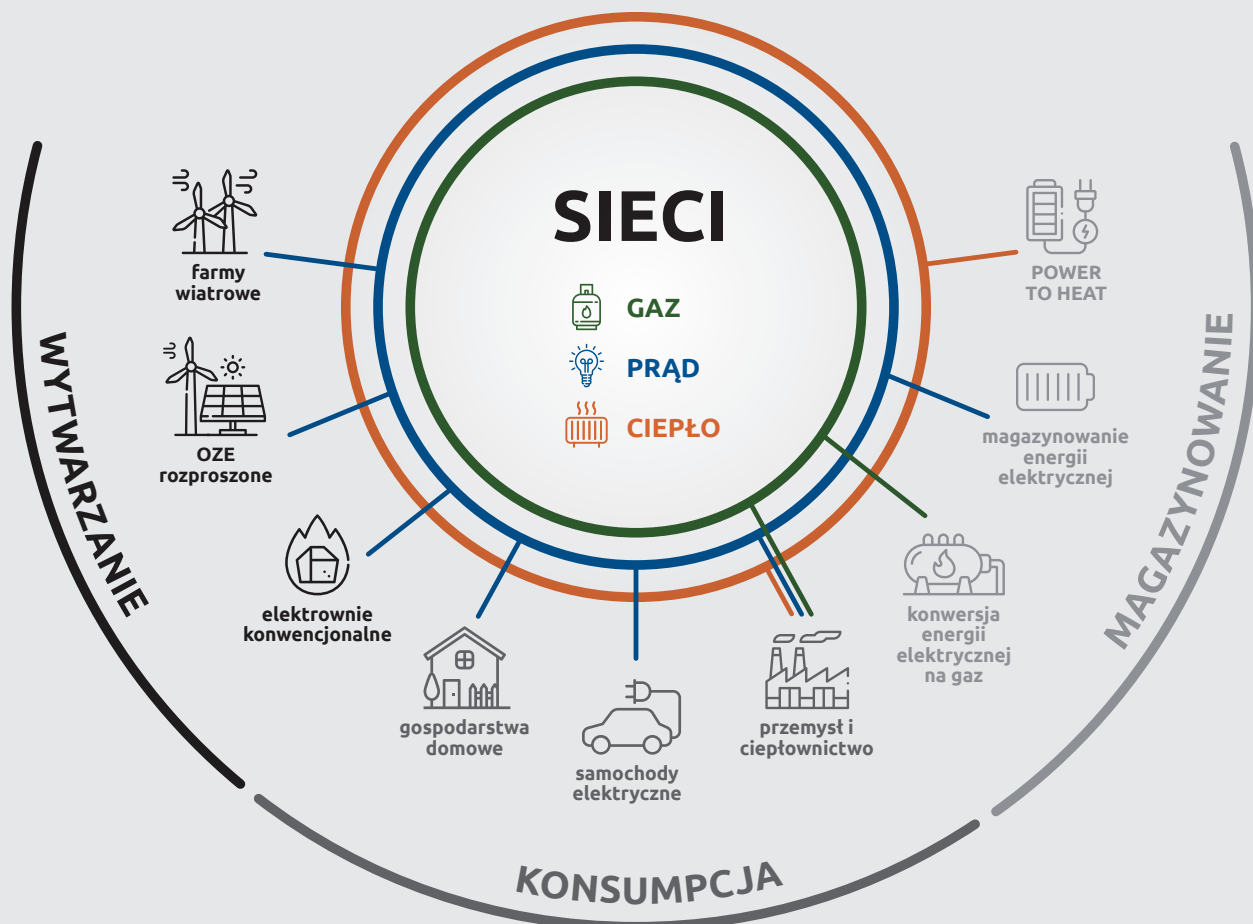 SIECI
GAZ
PRĄD
CIEPŁO
WYTWARZANIE
farmy
wiatrowe
OZE
rozproszone
elektrownie
konwencjonalne
KONSUMPCJA
gospodarstwa
domowe
samochody
elektryczne
przemysł i
ciepłownictwo
MAGAZYNOWANIE
POWER
TO HEAT
magazynowanie
energii
elektrycznej
konwersja
energii
elektrycznej
na gaz